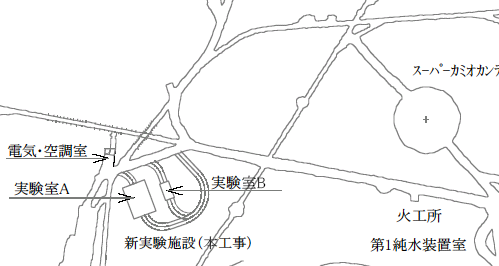 スーパーカミオカンデ
電気・空調室
実験室A
実験室B
火工所
新実験施設(本工事)
第1純水装置室